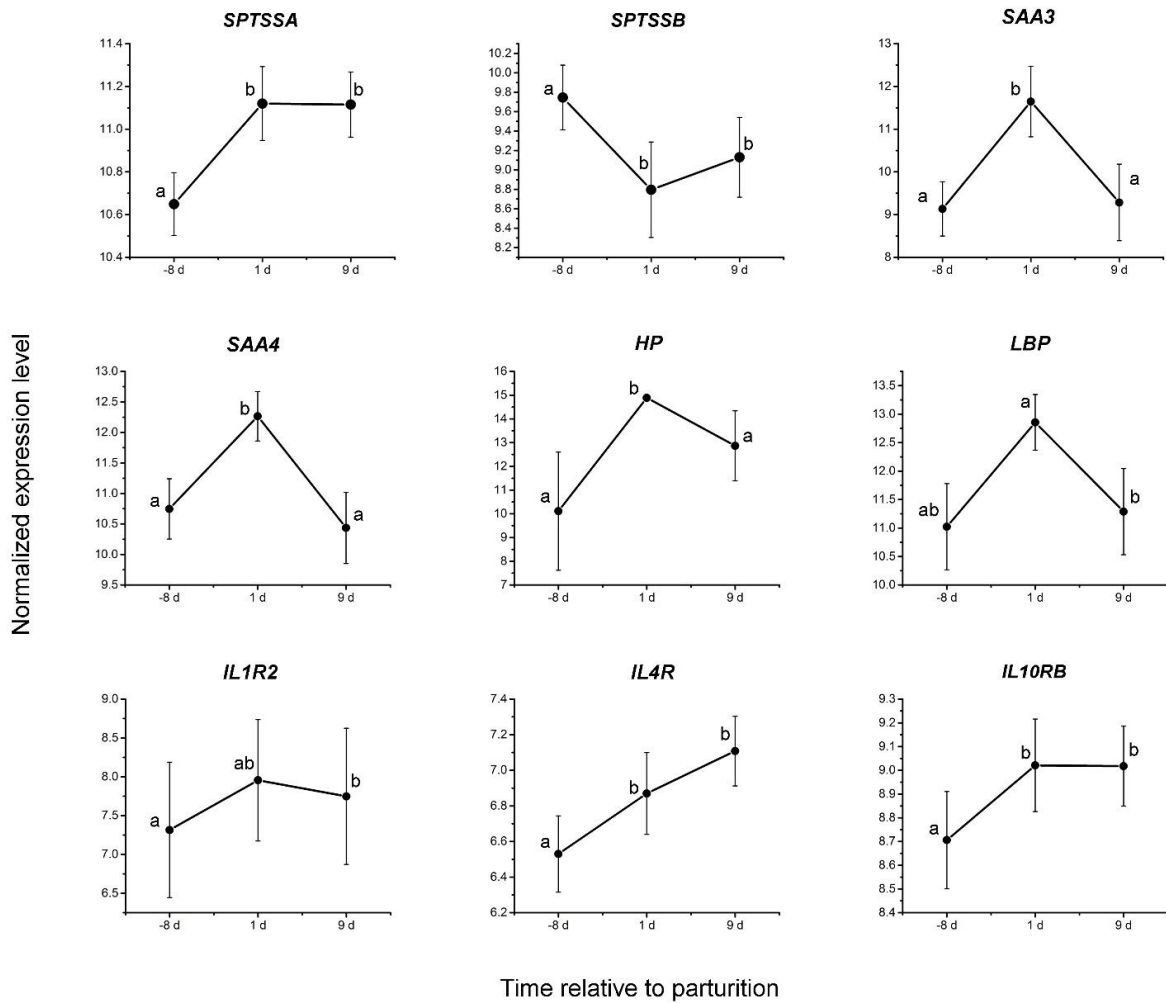 SPTSSA
11.4
11.2
11.0
10.8
10.6
10.4
a
b
b
-8 d
1 d
9 d
SPTSSB
10.2
10.0
9.8
9.6
9.4
9.2
9.0
8.8
8.6
8.4
8.2
a
b
b
-8 d
1 d
9 d
SAA3
13
12
11
10
9
8
a
b
a
-8 d
1 d
9 d
Normalized expression level
SAA4
13.0
12.5
12.0
11.5
11.0
10.5
10.0
9.5
a
b
a
-8 d
1 d
9 d
HP
16
15
14
13
12
11
10
9
8
7
a
b
a
-8 d
1 d
9 d
LBP
13.5
13.0
12.5
12.0
11.5
11.0
10.5
10.0
ab
a
b
-8 d
1 d
9 d
IL1R2
9.0
8.5
8.0
7.5
7.0
6.5
a
ab
b
-8 d
1 d
9 d
IL4R
7.4
7.2
7.0
6.8
6.6
6.4
6.2
a
b
b
-8 d
1 d
9 d
IL10RB
9.3
9.2
9.1
9.0
8.9
8.8
8.7
8.6
8.5
8.4
a
b
b
-8 d
1 d
9 d
Time relative to parturition